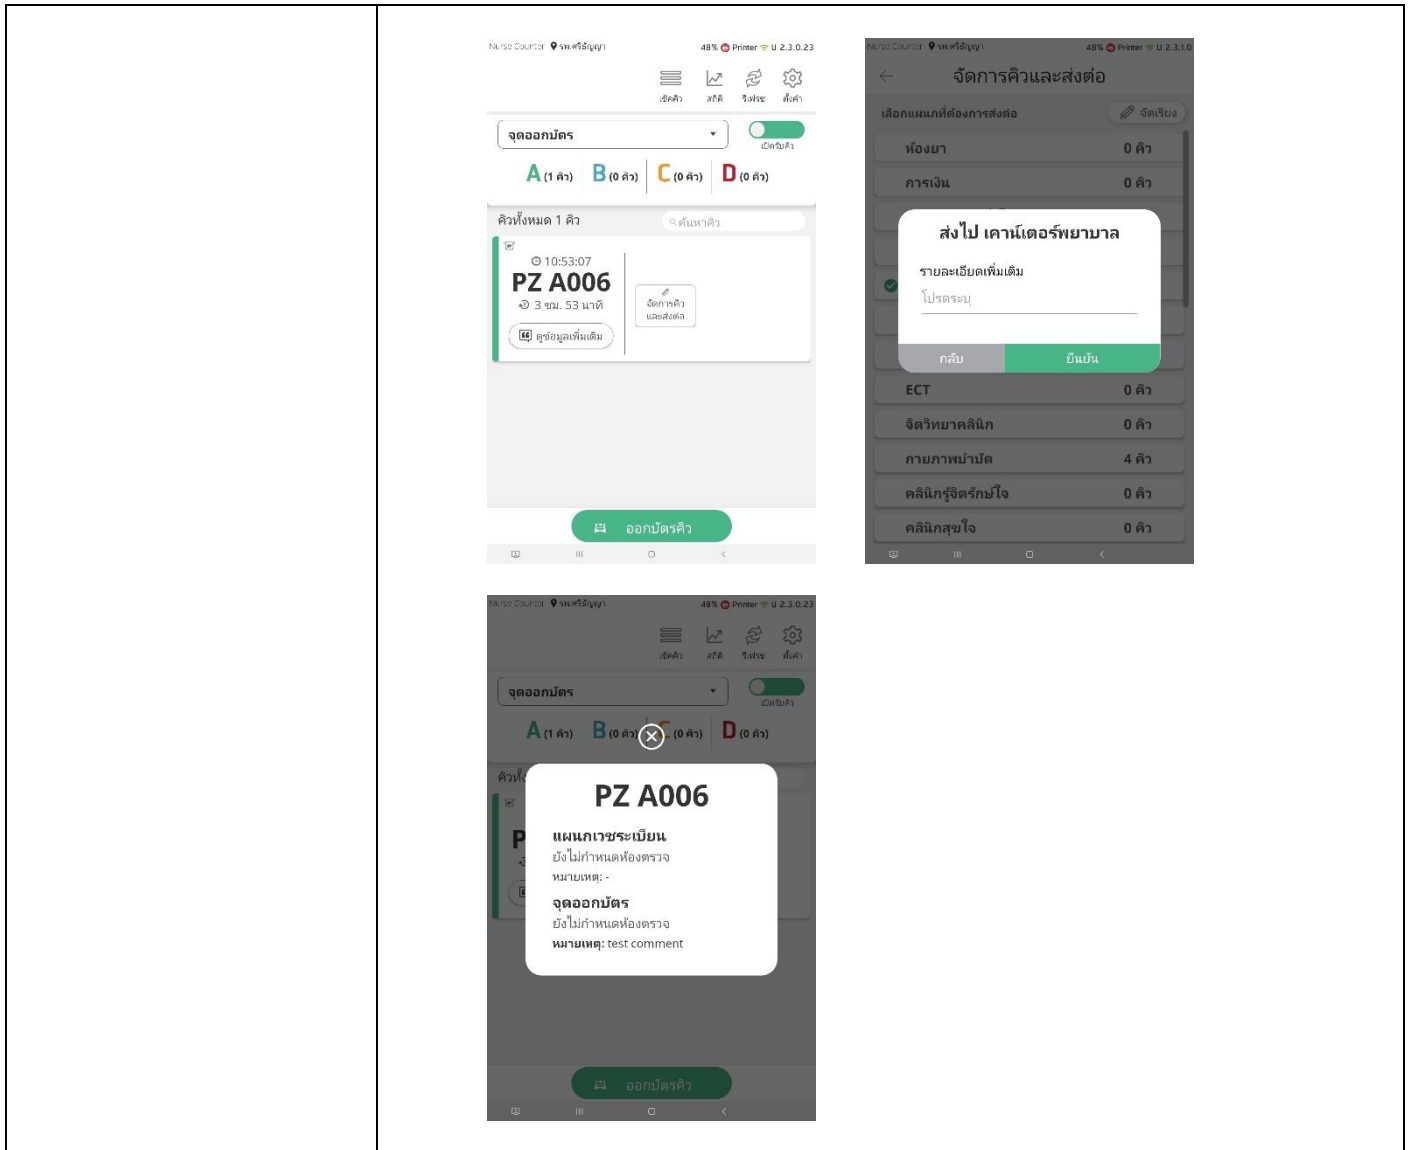 Nurse Counter รพ.ศรีธัญญา 48% Printer U 2.3.0.23
เช็คคิว สถิติ รีเฟรช ตั้งค่า
จุดออกบัตร
เปิดรับคิว
A (1 คิว) B (0 คิว) C (0 คิว) D (0 คิว)
คิวทั้งหมด 1 คิว ค้นหาคิว
10:53:07
PZ A006
3 ชม. 53 นาที
ดูข้อมูลเพิ่มเติม
จัดการคิว
และส่งต่อ
ออกบัตรคิว
Nurse Counter รพ.ศรีธัญญา 48% Printer U 2.3.1.0
จัดการคิวและส่งต่อ
เลือกแผนกที่ต้องการส่งต่อ จัดเรียง
ห้องยา 0 คิว
การเงิน 0 คิว
ส่งไป เคาน์เตอร์พยาบาล
รายละเอียดเพิ่มเติม
โปรดระบุ
กลับ ยืนยัน
ECT 0 คิว
จิตวิทยาคลินิก 0 คิว
กายภาพบำบัด 4 คิว
คลินิกรู้จิตรักษ์ใจ 0 คิว
คลินิกสุขใจ 0 คิว
Nurse Counter รพ.ศรีธัญญา 48% Printer U 2.3.0.23
เช็คคิว สถิติ รีเฟรช ตั้งค่า
จุดออกบัตร
เปิดรับคิว
A (1 คิว) B (0 คิว) C (0 คิว) D (0 คิว)
คิวทั้ง
P
PZ A006
แผนกเวชระเบียน
ยังไม่กำหนดห้องตรวจ
หมายเหตุ: -
จุดออกบัตร
ยังไม่กำหนดห้องตรวจ
หมายเหตุ: test comment
ออกบัตรคิว